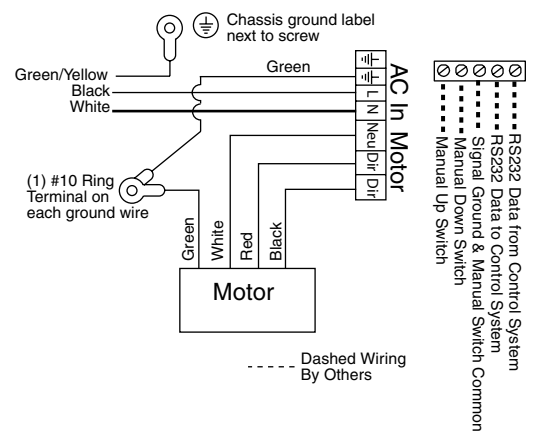 Chassis ground label
next to screw
Green/Yellow
Black
White
Green
L
N
Neu
Dir
Dir
AC In Motor
(1) #10 Ring
Terminal on
each ground wire
Green
White
Red
Black
Motor
Dashed Wiring
By Others
Manual Up Switch
Manual Down Switch
Signal Ground & Manual Switch Common
RS232 Data to Control System
RS232 Data from Control System